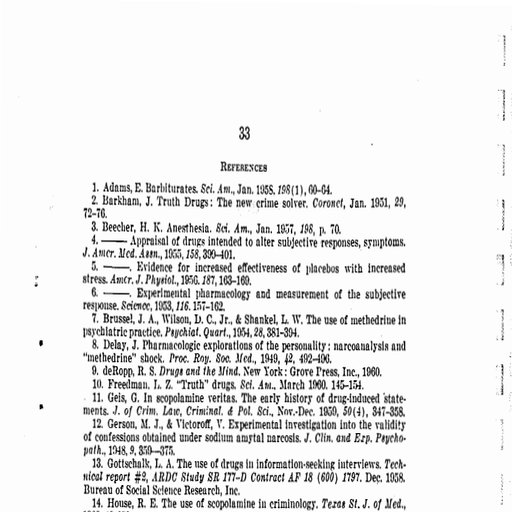 33
REFERENCES
1. Adams, E. Barbiturates. Sci. Am., Jan. 1958. 198(1), 60-64.
2. Barkham, J. Truth Drugs: The new crime solver. Coronet, Jan. 1951, 29,
72-76.
3. Beecher, H. K. Anesthesia. Sci. Am., Jan. 1957, 198, p. 70.
4. ——— Appraisal of drugs intended to alter subjective responses, symptoms.
J. Amer. Med. Assn., 1955, 158, 399-401.
5. ———. Evidence for increased effectiveness of placebos with increased
stress. Amer. J. Physiol., 1956. 187, 163-169.
6. ———. Experimental pharmacology and measurement of the subjective
response. Science, 1953, 116. 157-162.
7. Brussel, J. A., Wilson, D. C., Jr., & Shankel, L. W. The use of methedrine in
psychiatric practice. Psychiat. Quart., 1954, 28, 381-394.
8. Delay, J. Pharmacologic explorations of the personality: narcoanalysis and
"methedrine" shock. Proc. Roy. Soc. Med., 1949, 42, 492-496.
9. deRopp, R. S. Drugs and the Mind. New York: Grove Press, Inc., 1960.
10. Freedman. L. Z. "Truth" drugs. Sci. Am.. March 1960. 145-154.
11. Geis, G. In scopolamine veritas. The early history of drug-induced state-
ments. J. of Crim. Law, Criminal. & Pol. Sci., Nov.-Dec. 1959, 50(4), 347-358.
12. Gerson, M. J., & Victoroff, V. Experimental investigation into the validity
of confessions obtained under sodium amytal narcosis. J. Clin. and Exp. Psycho-
path., 1948, 9, 359-375.
13. Gottschalk, L. A. The use of drugs in information-seeking interviews. Tech-
nical report #2, ARDC Study SR 177-D Contract AF 18 (600) 1797. Dec. 1958.
Bureau of Social Science Research, Inc.
14. House, R. E. The use of scopolamine in criminology. Texas St. J. of Med.,